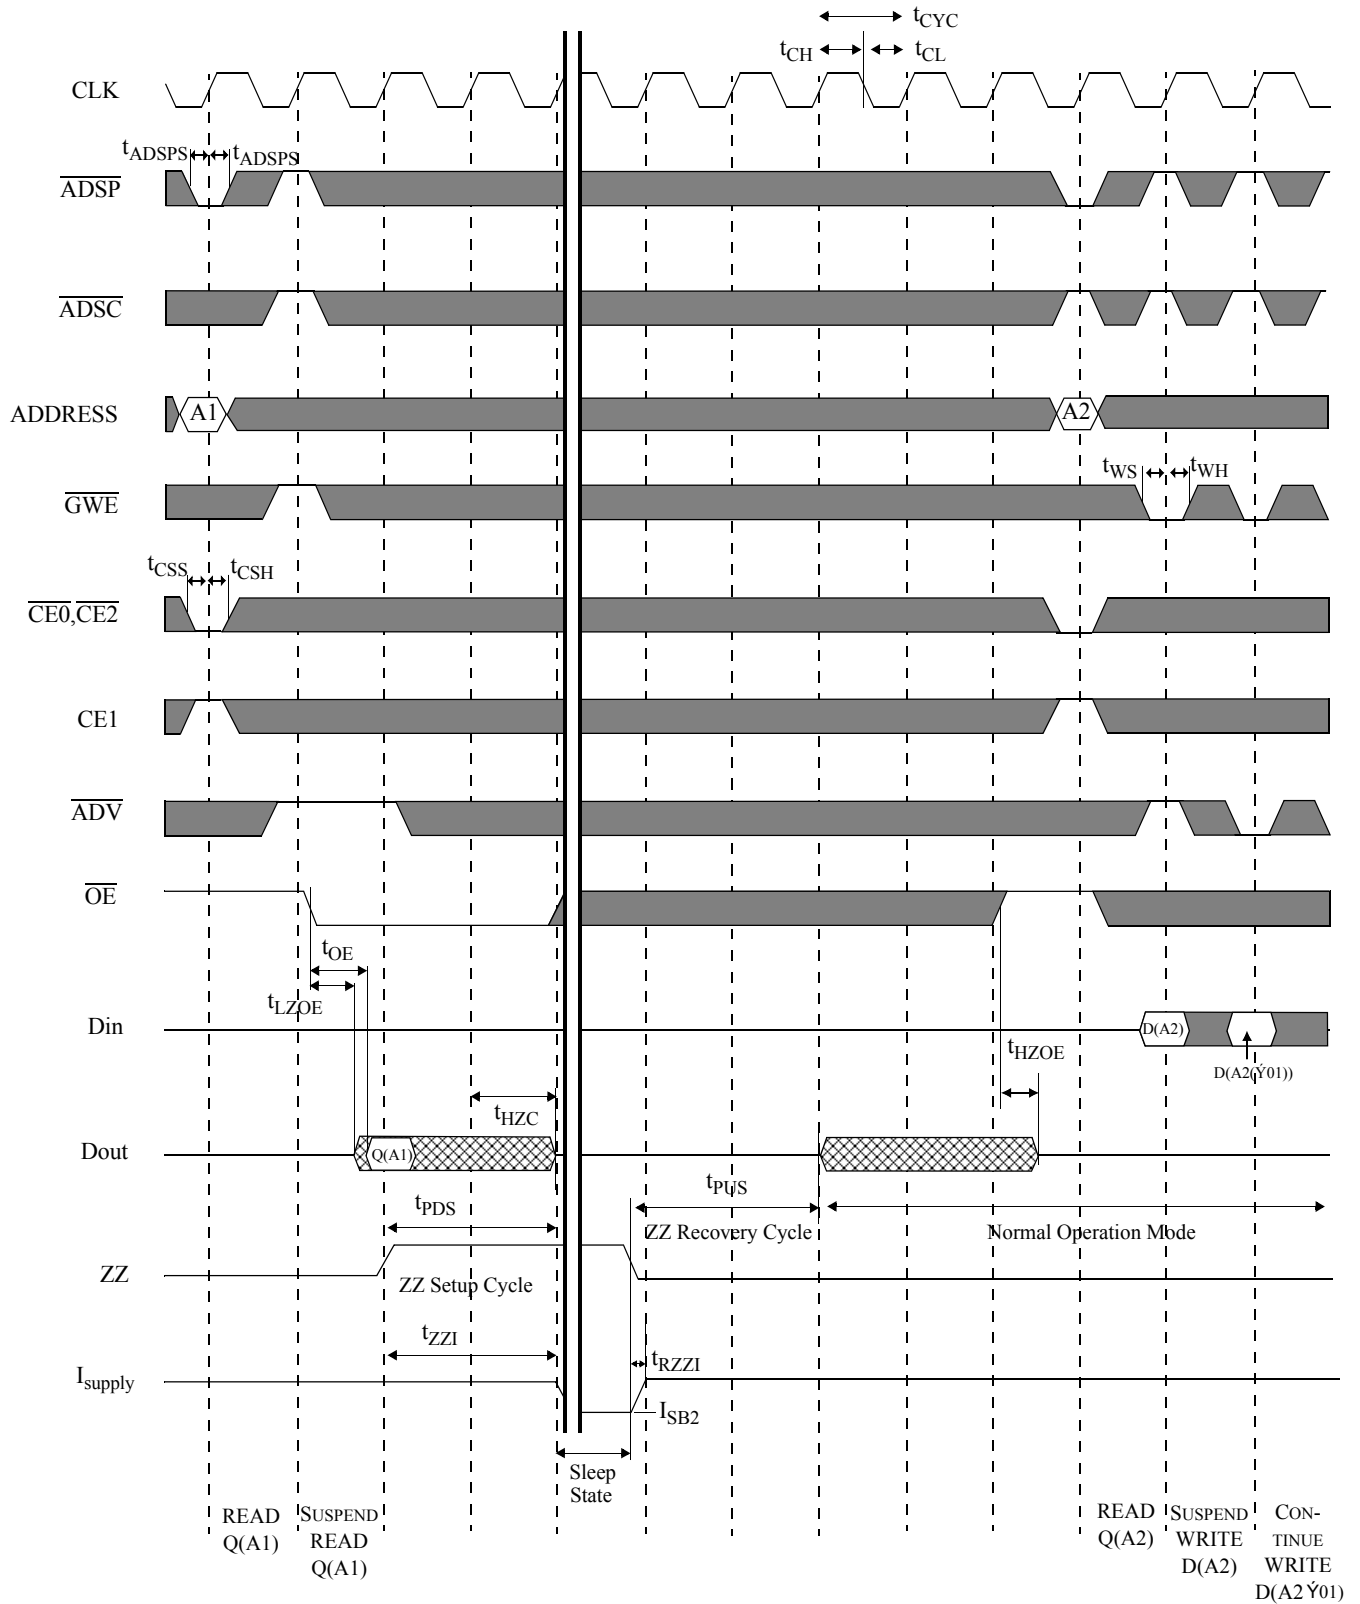 tCYC
tCH tCL
CLK
tADSPS tADSPS
ADSP
ADSC
ADDRESS A1 A2
tWS tWH
GWE
tCSS tCSH
CE0,CE2
CE1
ADV
OE
tOE
tLZOE
Din D(A2)
tHZOE
D(A2(Ý01))
tHZC
Dout Q(A1)
tPUS
tPDS
ZZ Recovery Cycle Normal Operation Mode
ZZ ZZ Setup Cycle
tZZI
tRZZI
Isupply
ISB2
Sleep
State
READ
Q(A1)
SUSPEND
READ
Q(A1)
READ
Q(A2)
SUSPEND
WRITE
D(A2)
CON-
TINUE
WRITE
D(A2Ý01)